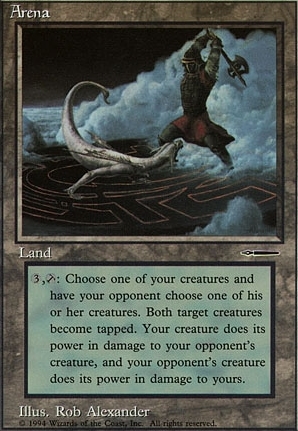 Arena
Land
3, : Choose one of your creatures and
have your opponent choose one of his
or her creatures. Both target creatures
become tapped. Your creature does its
power in damage to your opponent's
creature, and your opponent's creature
does its power in damage to yours.
Illus. Rob Alexander
© 1994 Wizards of the Coast, Inc. All rights reserved.